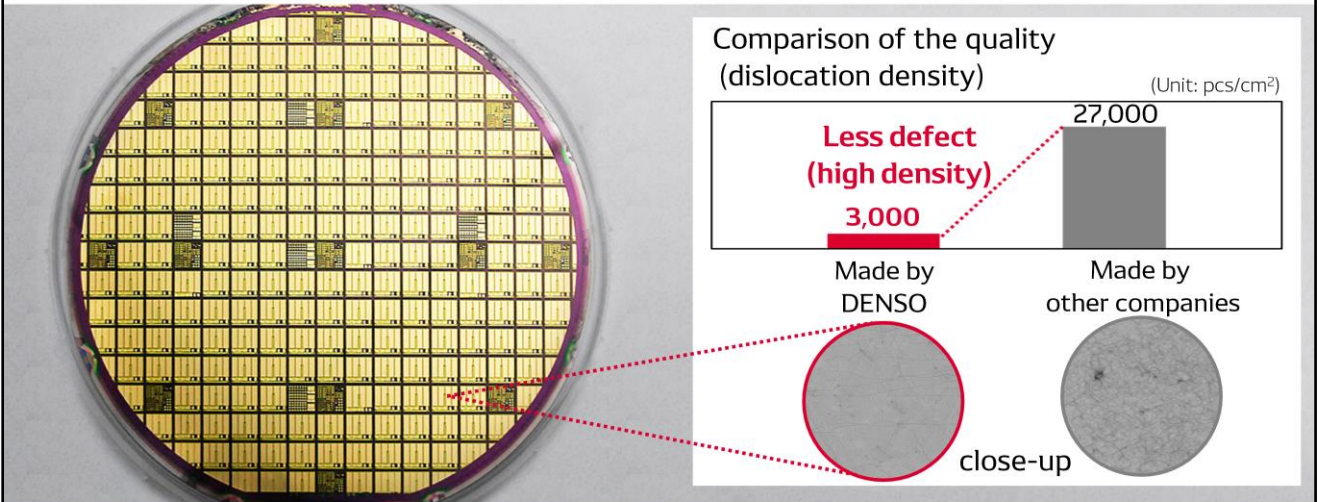 Comparison of the quality
(dislocation density)
(Unit: pcs/cm²)
27,000
Less defect
(high density)
3,000
Made by
DENSO
Made by
other companies
close-up